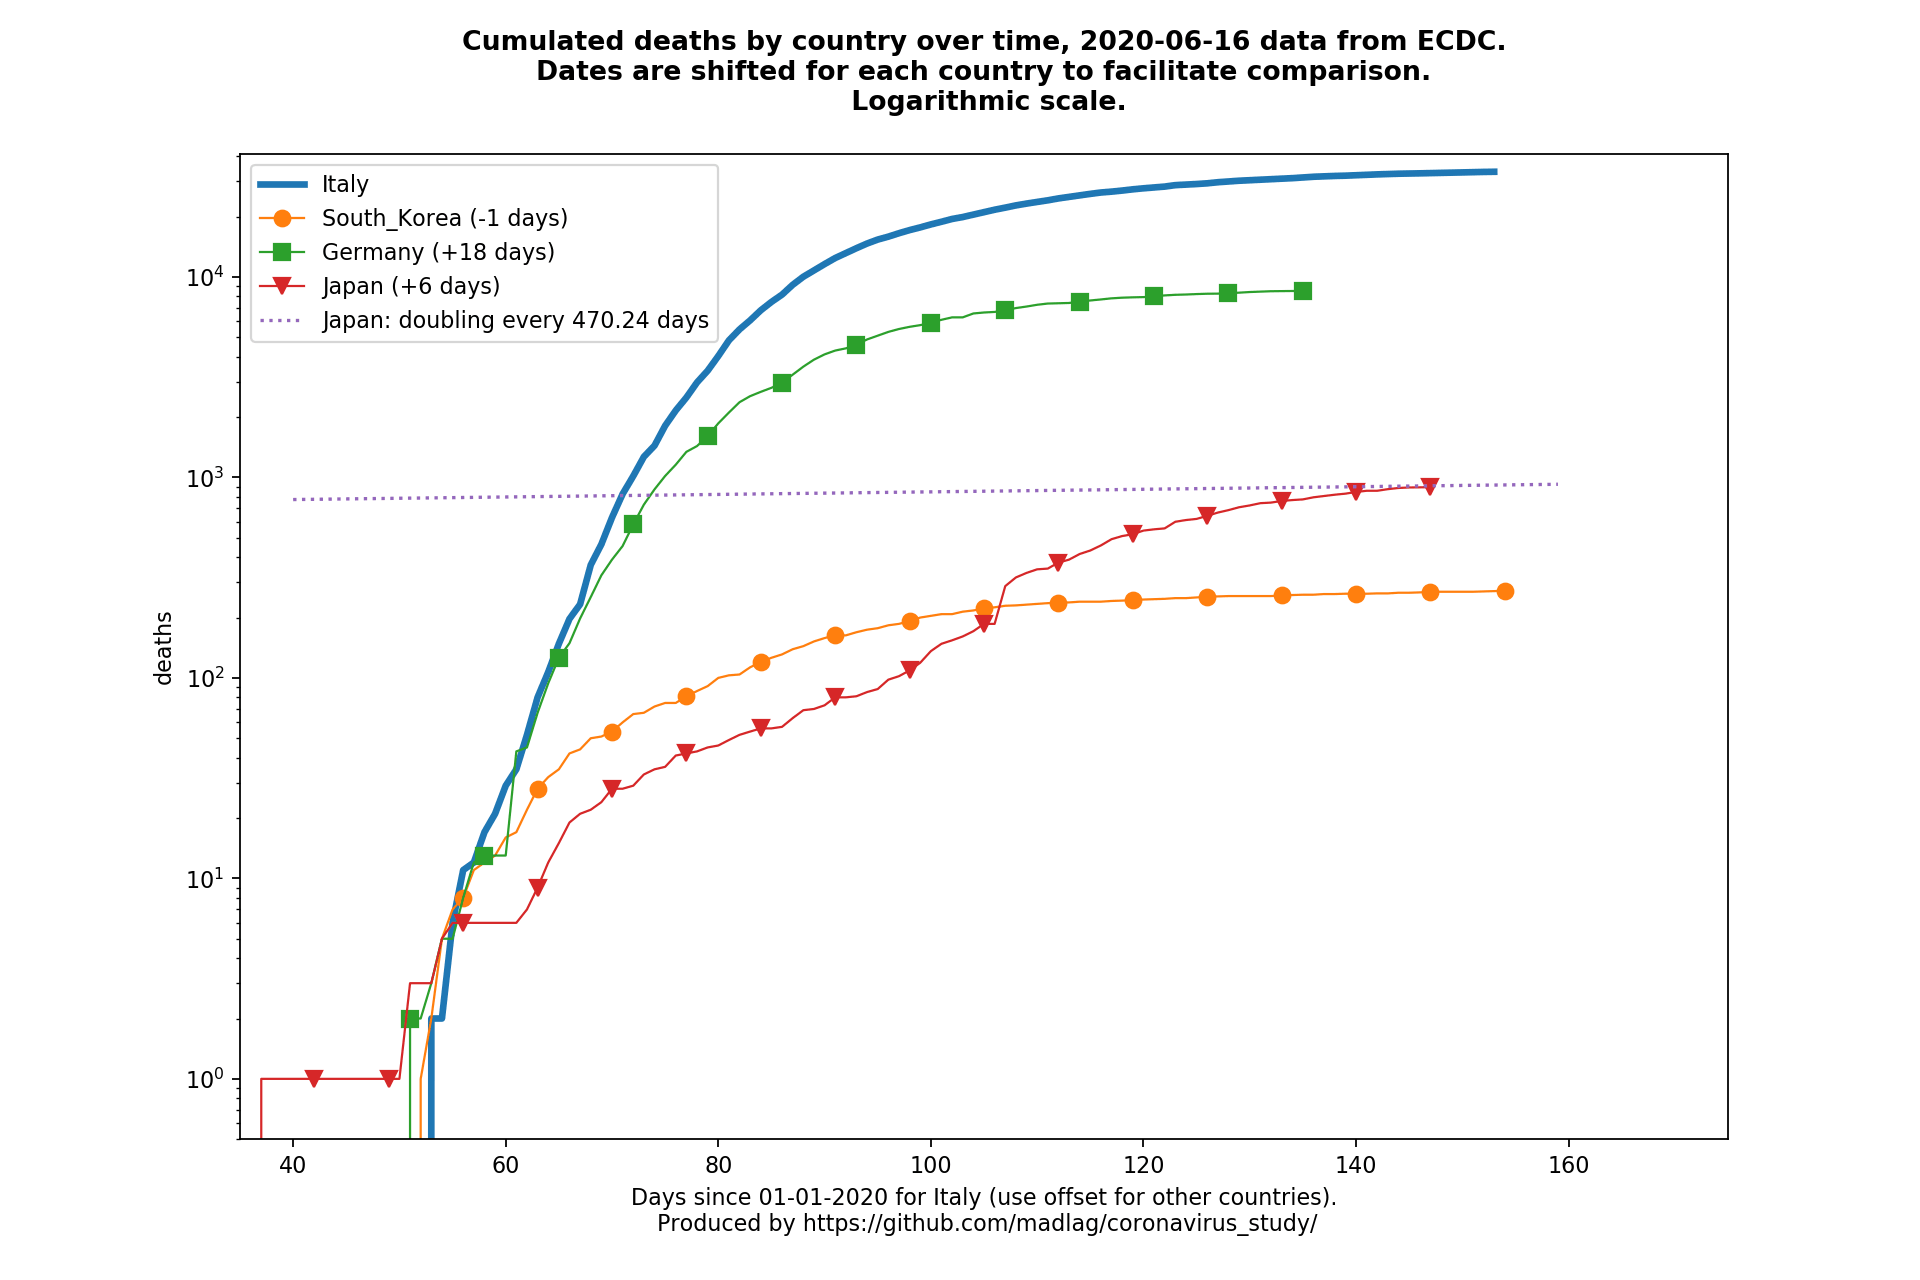 Cumulated deaths by country over time, 2020-06-16 data from ECDC.
Dates are shifted for each country to facilitate comparison.
Logarithmic scale.
Italy
South_Korea (-1 days)
Germany (+18 days)
Japan (+6 days)
Japan: doubling every 470.24 days
10⁴
10³
10²
10¹
10⁰
deaths
40 60 80 100 120 140 160
Days since 01-01-2020 for Italy (use offset for other countries).
Produced by https://github.com/madlag/coronavirus_study/